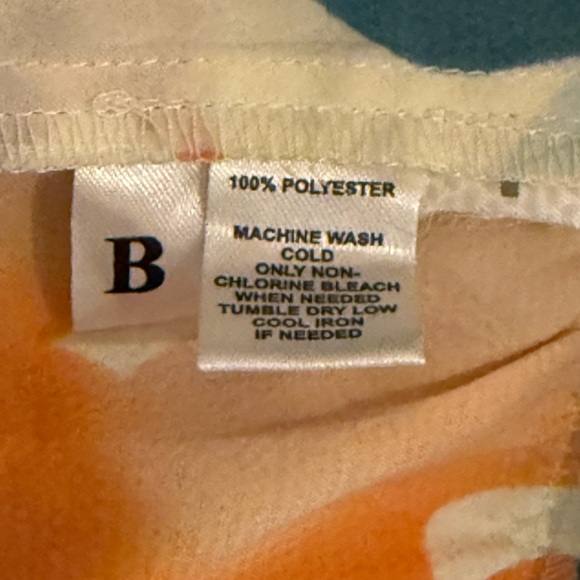 B
100% POLYESTER
MACHINE WASH
COLD
ONLY NON-
CHLORINE BLEACH
WHEN NEEDED
TUMBLE DRY LOW
COOL IRON
IF NEEDED